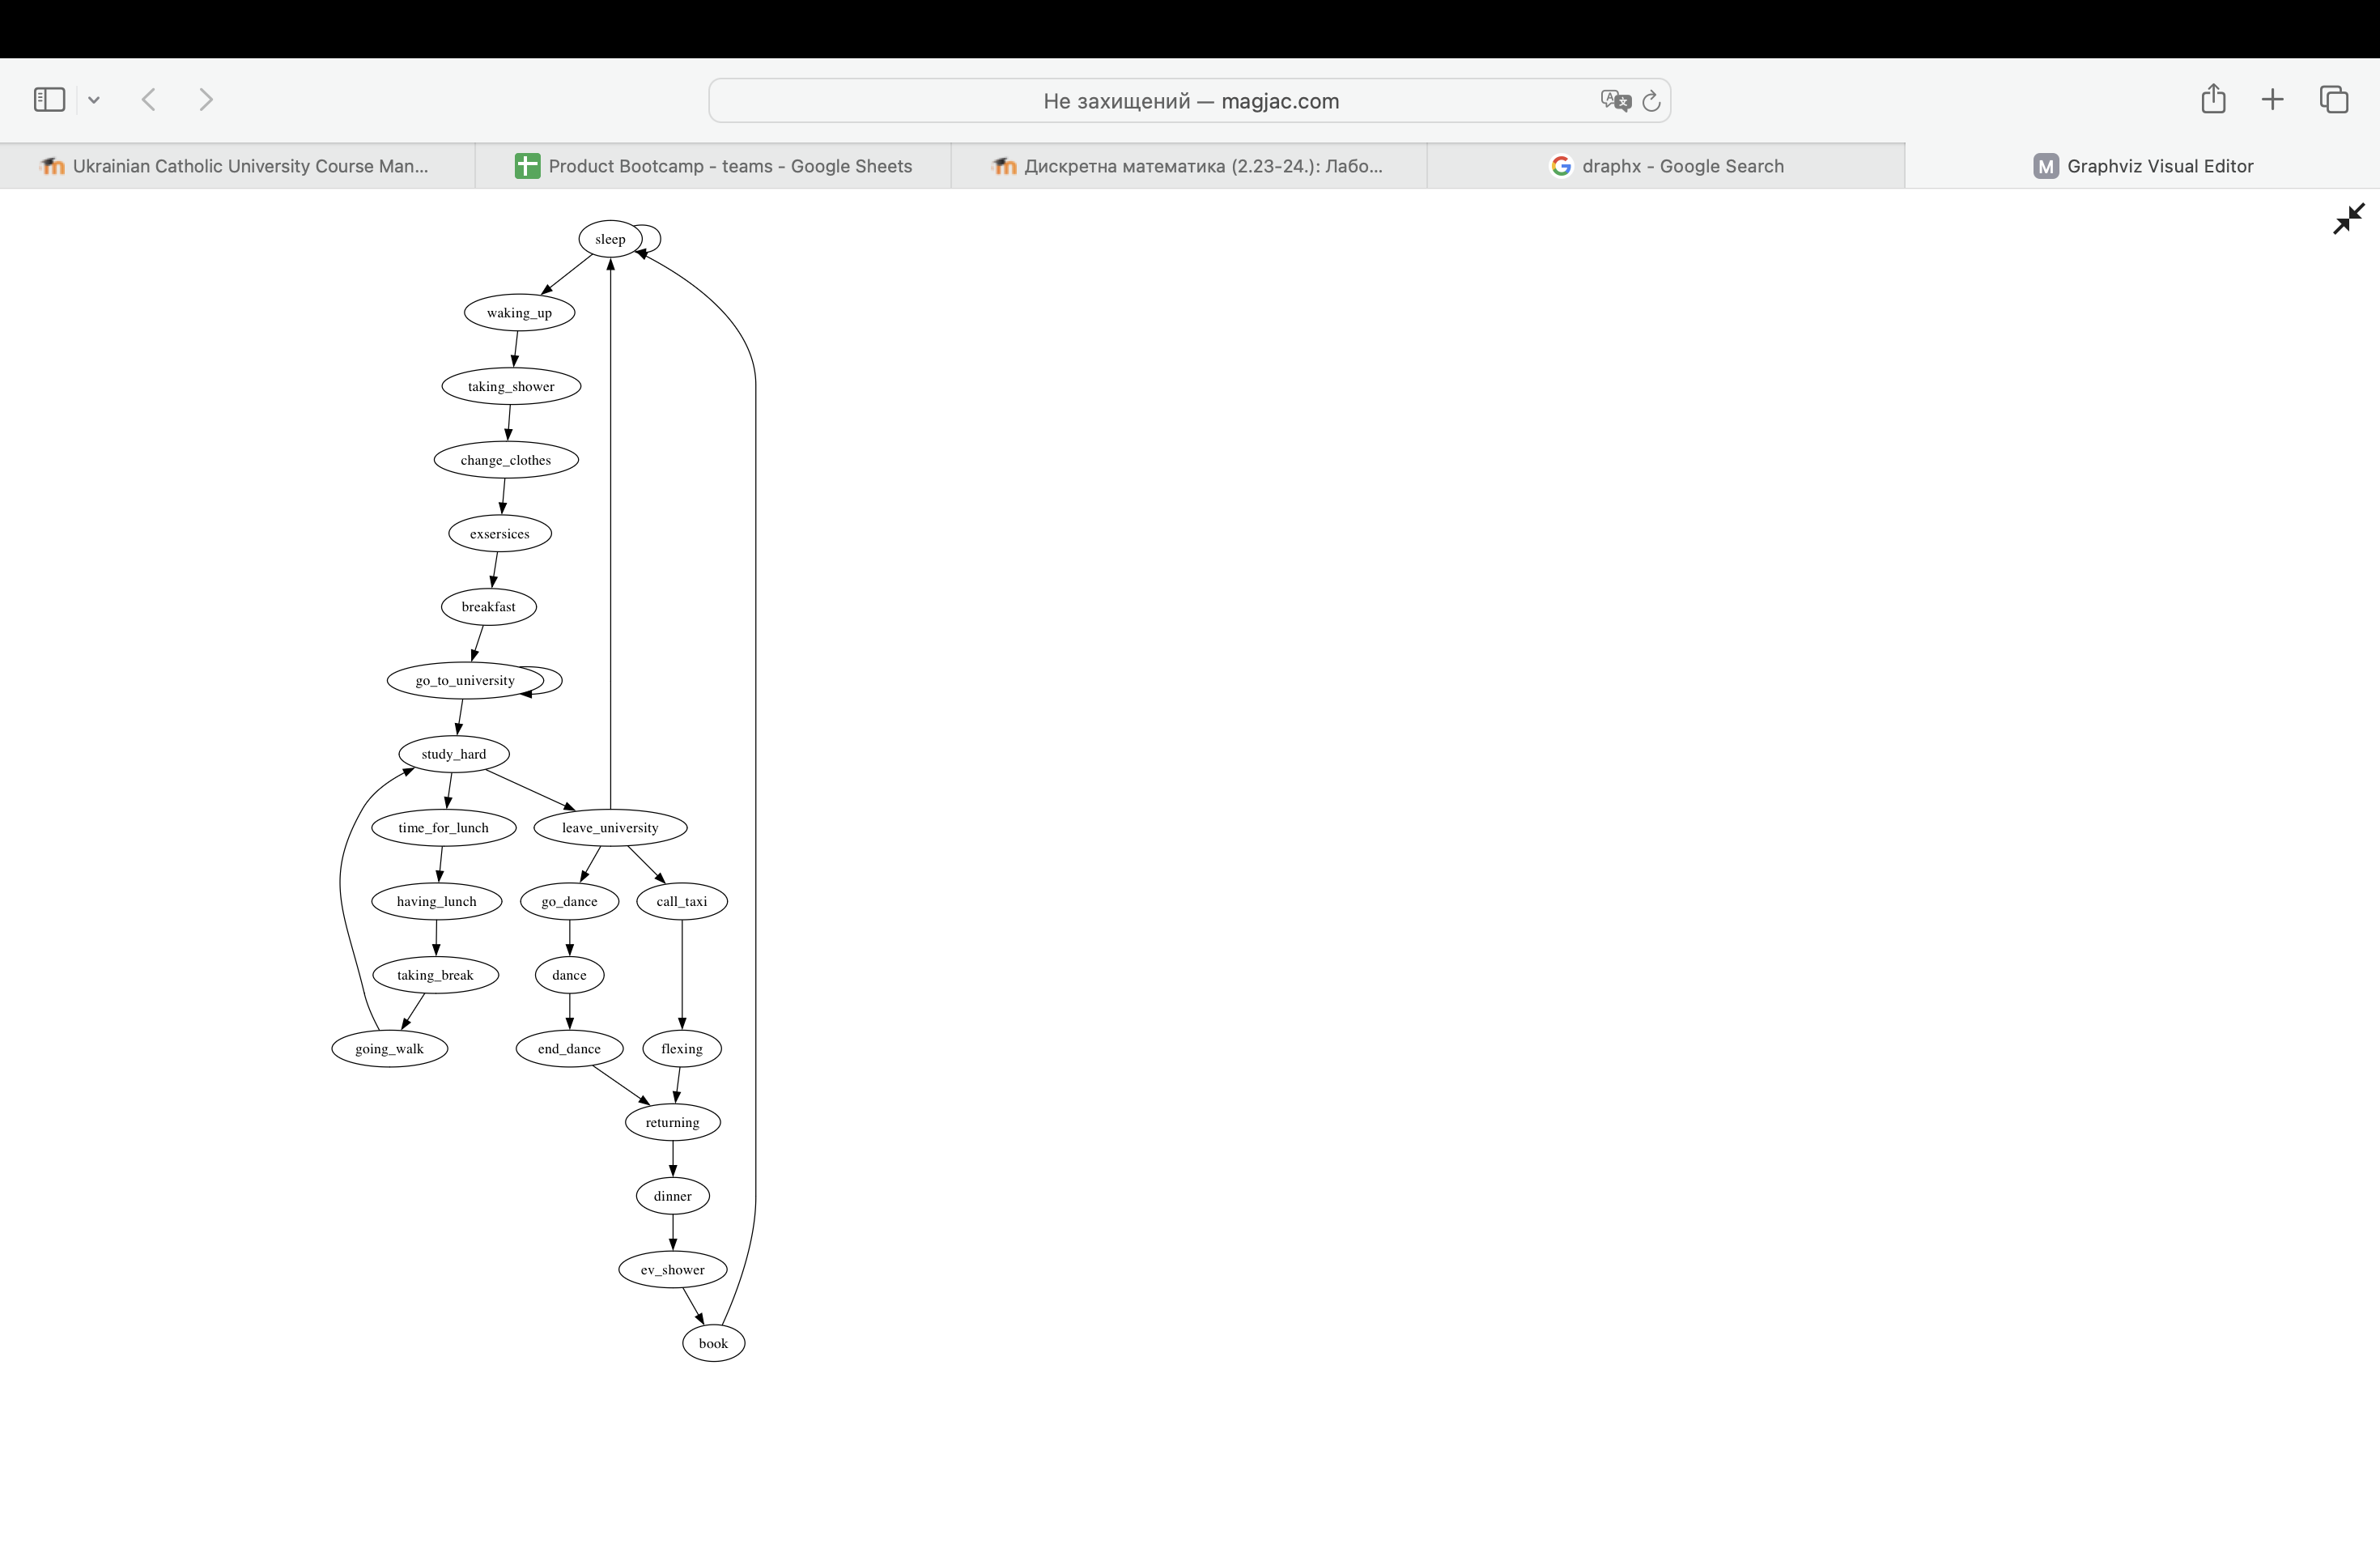 Не захищений — magjac.com
Ukrainian Catholic University Course Man...
Product Bootcamp - teams - Google Sheets
Дискретна математика (2.23-24.): Лабо...
draphx - Google Search
M Graphviz Visual Editor
sleep
waking_up
taking_shower
change_clothes
exsersices
breakfast
go_to_university
study_hard
time_for_lunch
leave_university
having_lunch
go_dance
call_taxi
taking_break
dance
going_walk
end_dance
flexing
returning
dinner
ev_shower
book